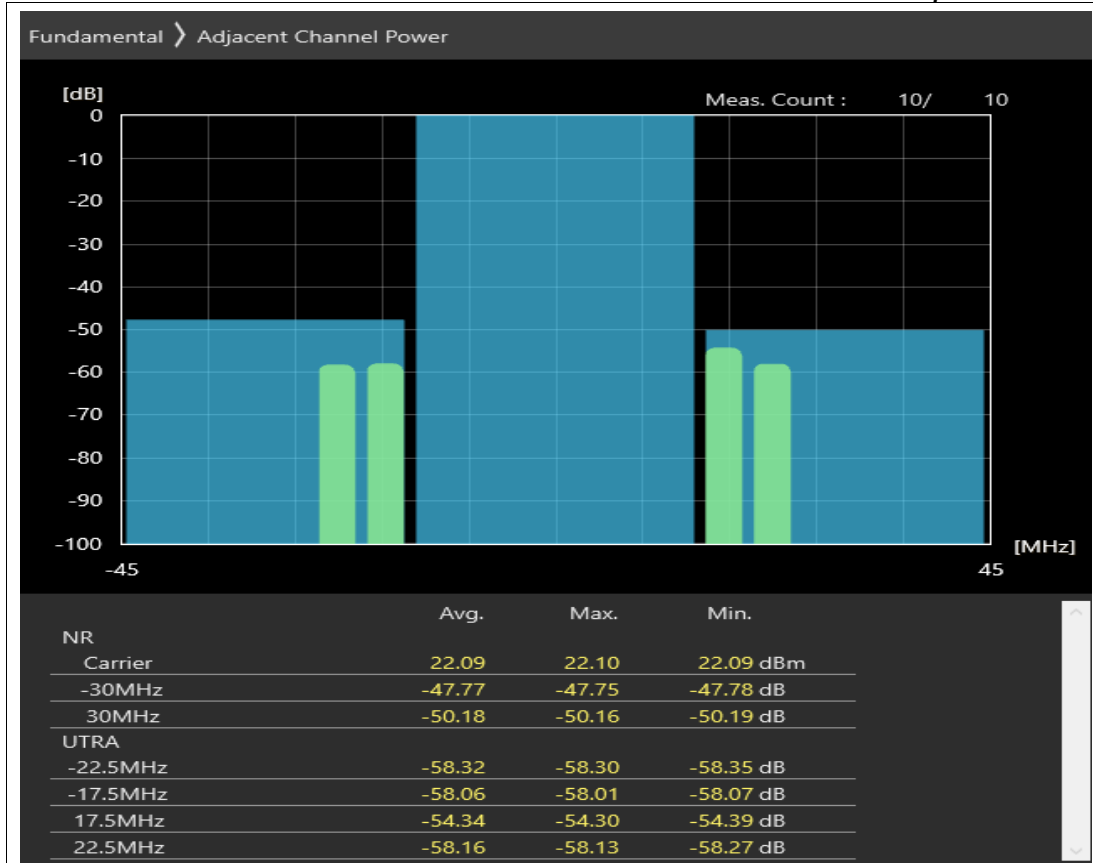 Fundamental ❯ Adjacent Channel Power
[dB]
Meas. Count : 10/ 10
0
-10
-20
-30
-40
-50
-60
-70
-80
-90
-100
[MHz]
-45 45
Avg. Max. Min.
NR
Carrier 22.09 22.10 22.09 dBm
-30MHz -47.77 -47.75 -47.78 dB
30MHz -50.18 -50.16 -50.19 dB
UTRA
-22.5MHz -58.32 -58.30 -58.35 dB
-17.5MHz -58.06 -58.01 -58.07 dB
17.5MHz -54.34 -54.30 -54.39 dB
22.5MHz -58.16 -58.13 -58.27 dB